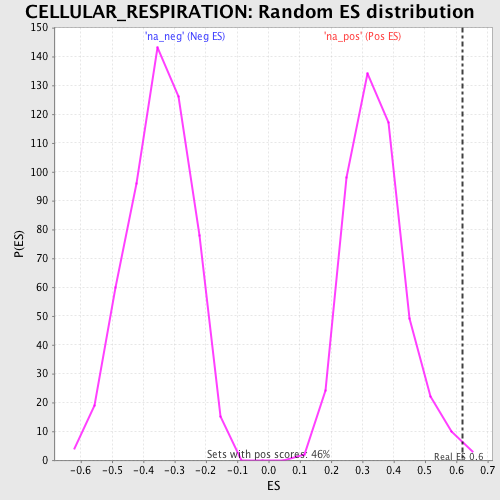 CELLULAR_RESPIRATION: Random ES distribution
'na_neg' (Neg ES)
'na_pos' (Pos ES)
150
140
130
120
110
100
90
80
70
60
50
40
30
20
10
0
P(ES)
Sets with pos scores: 46%
Real ES 0.6
-0.6 -0.5 -0.4 -0.3 -0.2 -0.1 0.0 0.1 0.2 0.3 0.4 0.5 0.6 0.7
ES